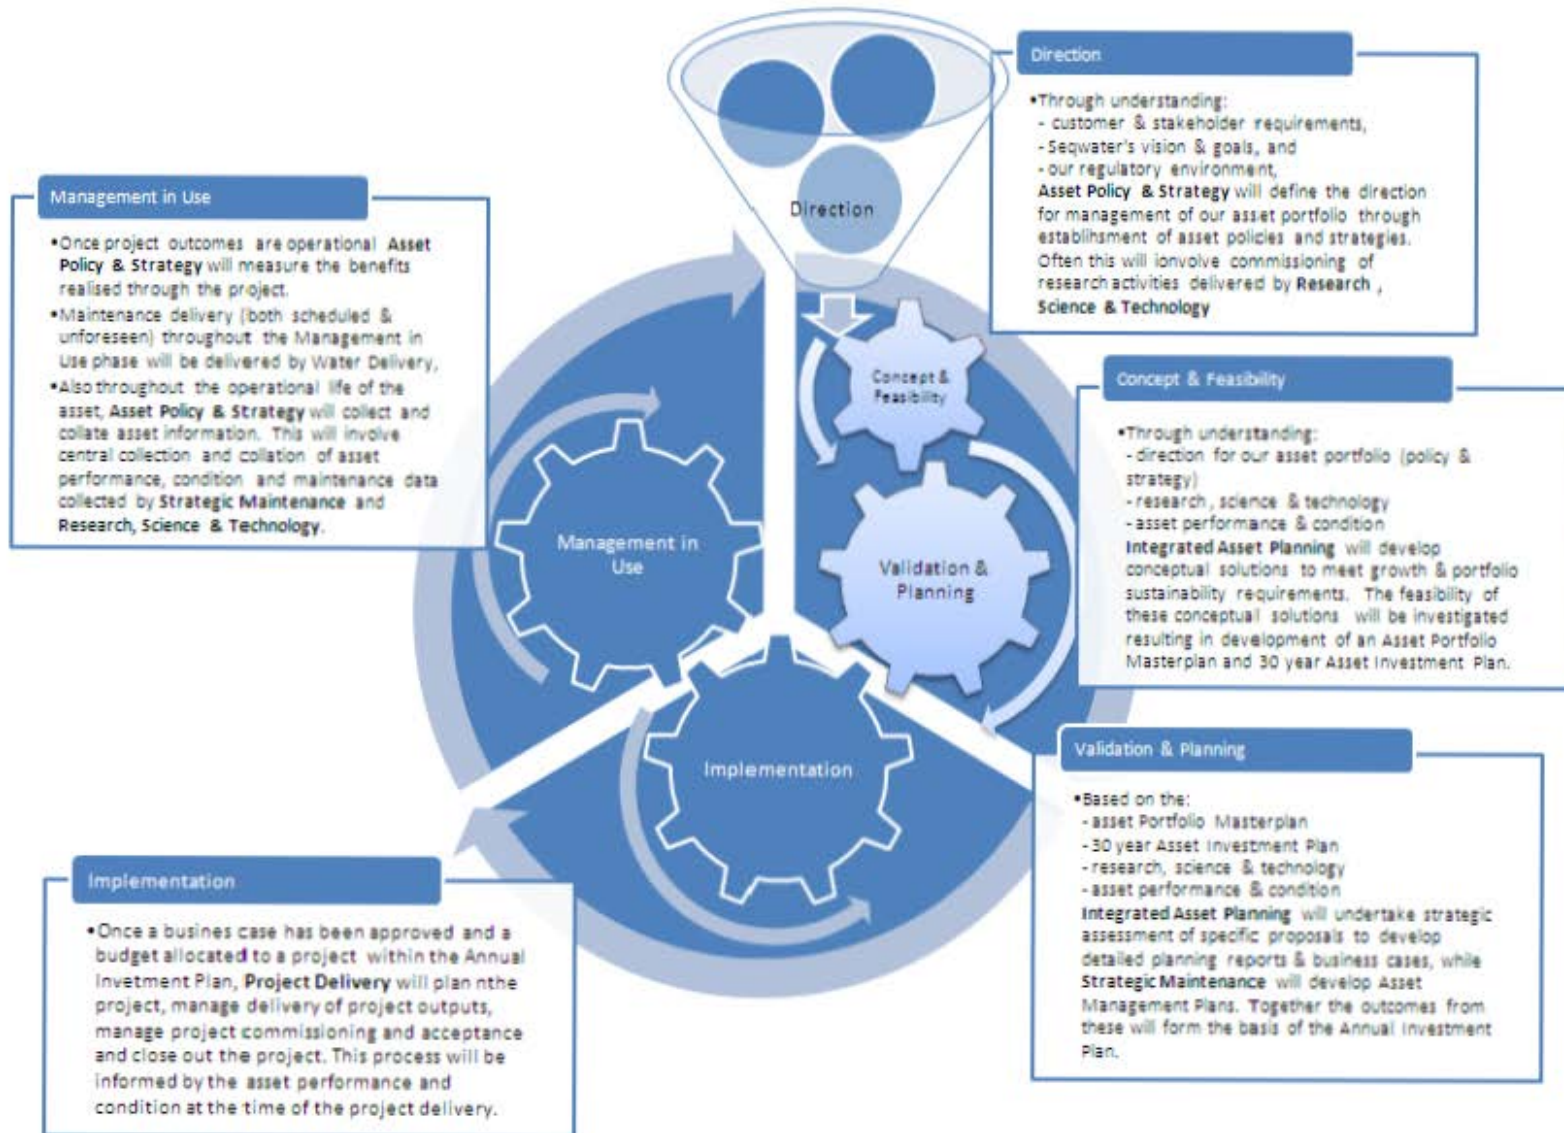 Direction
•Through understanding:
- customer & stakeholder requirements,
- Seqwater's vision & goals, and
- our regulatory environment,
Asset Policy & Strategy will define the direction
for management of our asset portfolio through
establihsment of asset policies and strategies.
Often this will ionvolve commissioning of
research activities delivered by Research ,
Science & Technology
Management in Use
•Once project outcomes are operational Asset
Policy & Strategy will measure the benefits
realised through the project.
•Maintenance delivery (both scheduled &
unforeseen) throughout the Management in
Use phase will be delivered by Water Delivery,
•Also throughout the operational life of the
asset, Asset Policy & Strategy will collect and
collate asset information. This will involve
central collection and collation of asset
performance, condition and maintenance data
collected by Strategic Maintenance and
Research, Science & Technology.
Direction
Concept &
Feasibility
Validation &
Planning
Management in
Use
Implementation
Concept & Feasibility
•Through understanding:
- direction for our asset portfolio (policy &
strategy)
- research, science & technology
- asset performance & condition
Integrated Asset Planning will develop
conceptual solutions to meet growth & portfolio
sustainability requirements. The feasibility of
these conceptual solutions will be investigated
resulting in development of an Asset Portfolio
Masterplan and 30 year Asset Investment Plan.
Validation & Planning
•Based on the:
- asset Portfolio Masterplan
- 30 year Asset Investment Plan
- research, science & technology
- asset performance & condition
Integrated Asset Planning will undertake strategic
assessment of specific proposals to develop
detailed planning reports & business cases, while
Strategic Maintenance will develop Asset
Management Plans. Together the outcomes from
these will form the basis of the Annual Investment
Plan.
Implementation
•Once a busines case has been approved and a
budget allocated to a project within the Annual
Invetment Plan, Project Delivery will plan nthe
project, manage delivery of project outputs,
manage project commissioning and acceptance
and close out the project. This process will be
informed by the asset performance and
condition at the time of the project delivery.